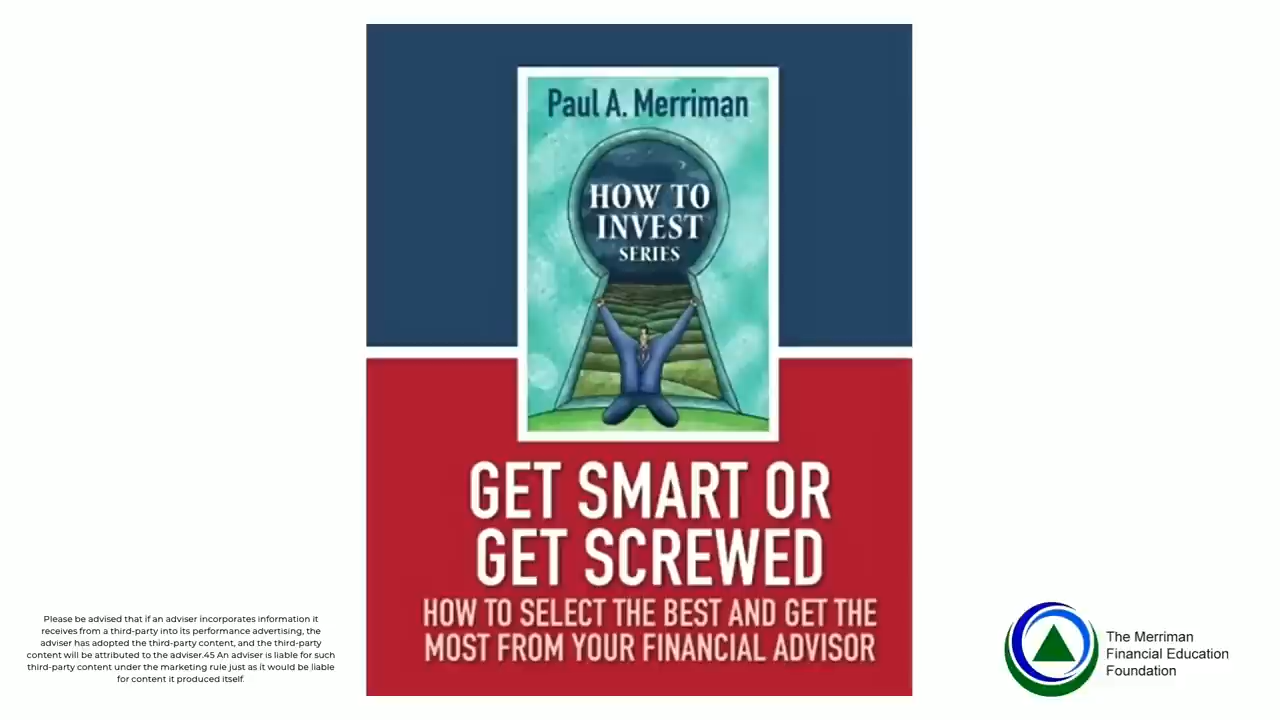 Paul A. Merriman
HOW TO
INVEST
SERIES
GET SMART OR
GET SCREWED
HOW TO SELECT THE BEST AND GET THE
MOST FROM YOUR FINANCIAL ADVISOR
Please be advised that if an adviser incorporates information it
receives from a third-party into its performance advertising, the
adviser has adopted the third-party content, and the third-party
content will be attributed to the adviser.45 An adviser is liable for such
third-party content under the marketing rule just as it would be liable
for content it produced itself.
The Merriman
Financial Education
Foundation